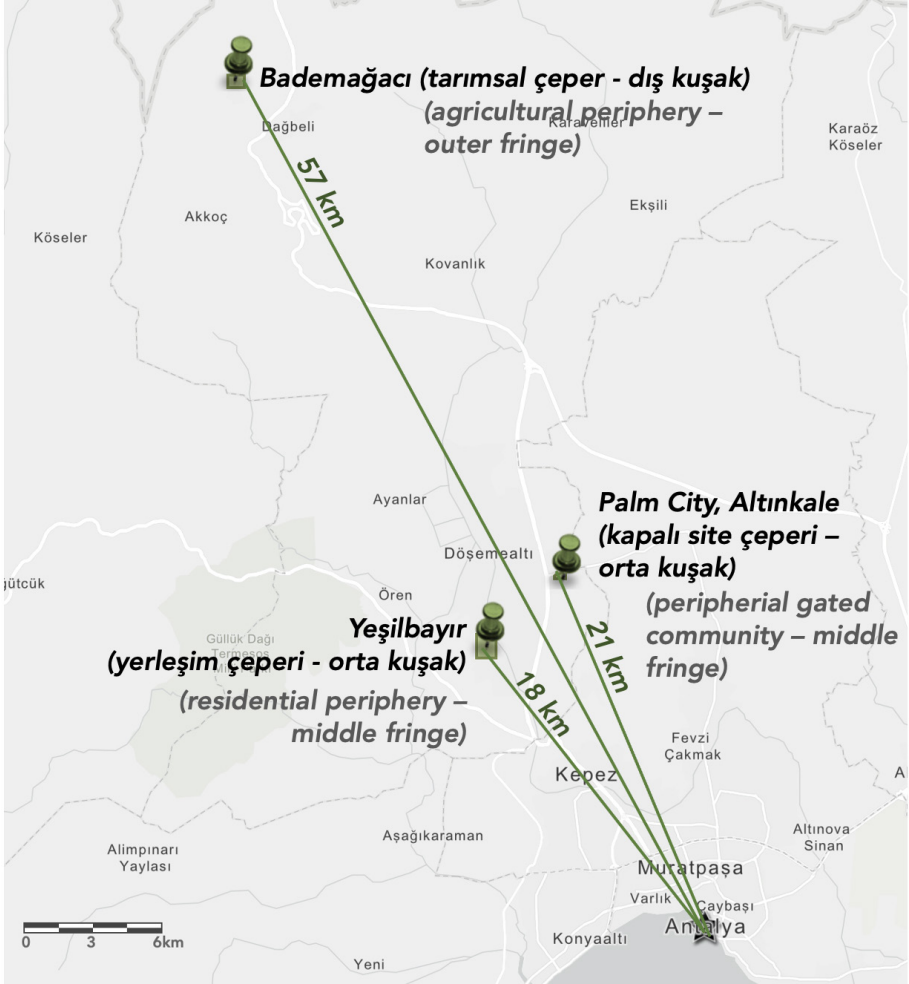 Bademağacı (tarımsal çeper - dış kuşak)
(agricultural periphery –
outer fringe)
Dağbeli
Karaveliler
Karaöz
Köseler
57 km
Akkoç
Ekşili
Köseler
Kovanlık
Ayanlar
Palm City, Altınkale
(kapalı site çeperi –
orta kuşak)
Döşemealtı
Ören
(peripherial gated
community – middle
fringe)
Yeşilbayır
(yerleşim çeperi - orta kuşak)
Güllük Dağı
Termesos
(residential periphery –
middle fringe)
21 km
18 km
Fevzi
Çakmak
Kepez
Aşağıkaraman
Altınova
Sinan
Alimpınarı
Yaylası
Muratpaşa
Varlık
Çaybaşı
Antalya
Konyaaltı
0 3 6km
Yeni